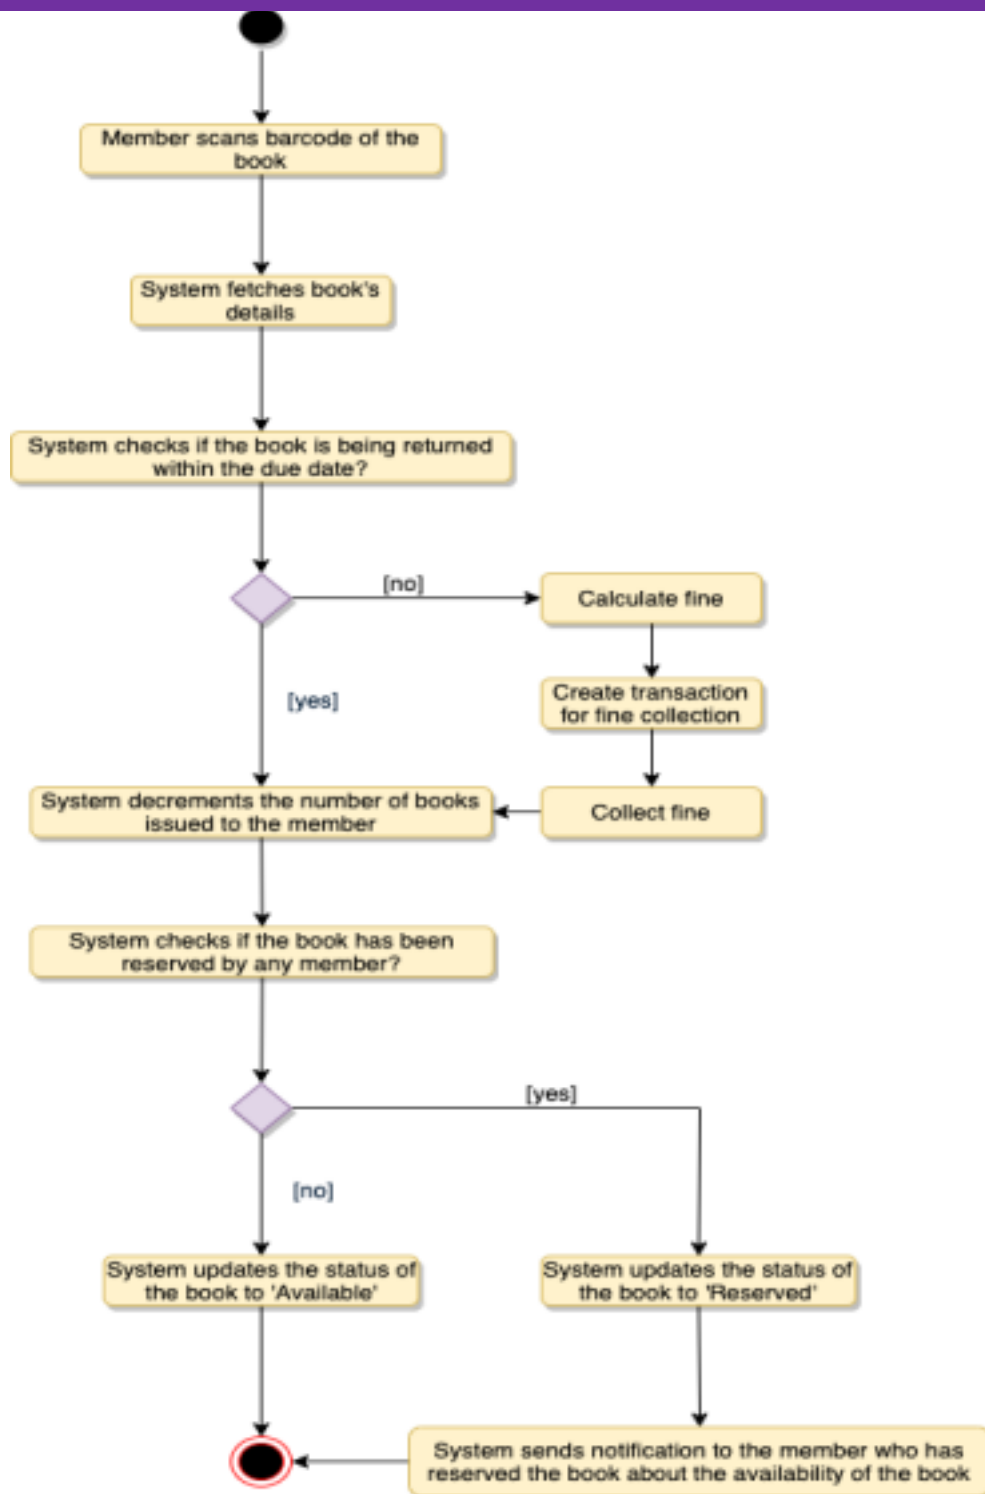 Member scans barcode of the
book
System fetches book's
details
System checks if the book is being returned
within the due date?
[no]
Calculate fine
[yes]
Create transaction
for fine collection
System decrements the number of books
issued to the member
Collect fine
System checks if the book has been
reserved by any member?
[yes]
[no]
System updates the status of
the book to 'Available'
System updates the status of
the book to 'Reserved'
System sends notification to the member who has
reserved the book about the availability of the book